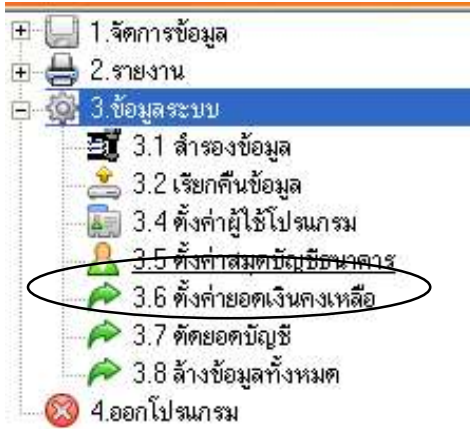 1.จัดการข้อมูล
2.รายงาน
3.ข้อมูลระบบ
3.1 สำรองข้อมูล
3.2 เรียกคืนข้อมูล
3.4 ตั้งค่าผู้ใช้โปรแกรม
3.5 ตั้งค่าสมุดบัญชีธนาคาร
3.6 ตั้งค่ายอดเงินคงเหลือ
3.7 ตัดยอดบัญชี
3.8 ล้างข้อมูลทั้งหมด
4.ออกโปรแกรม